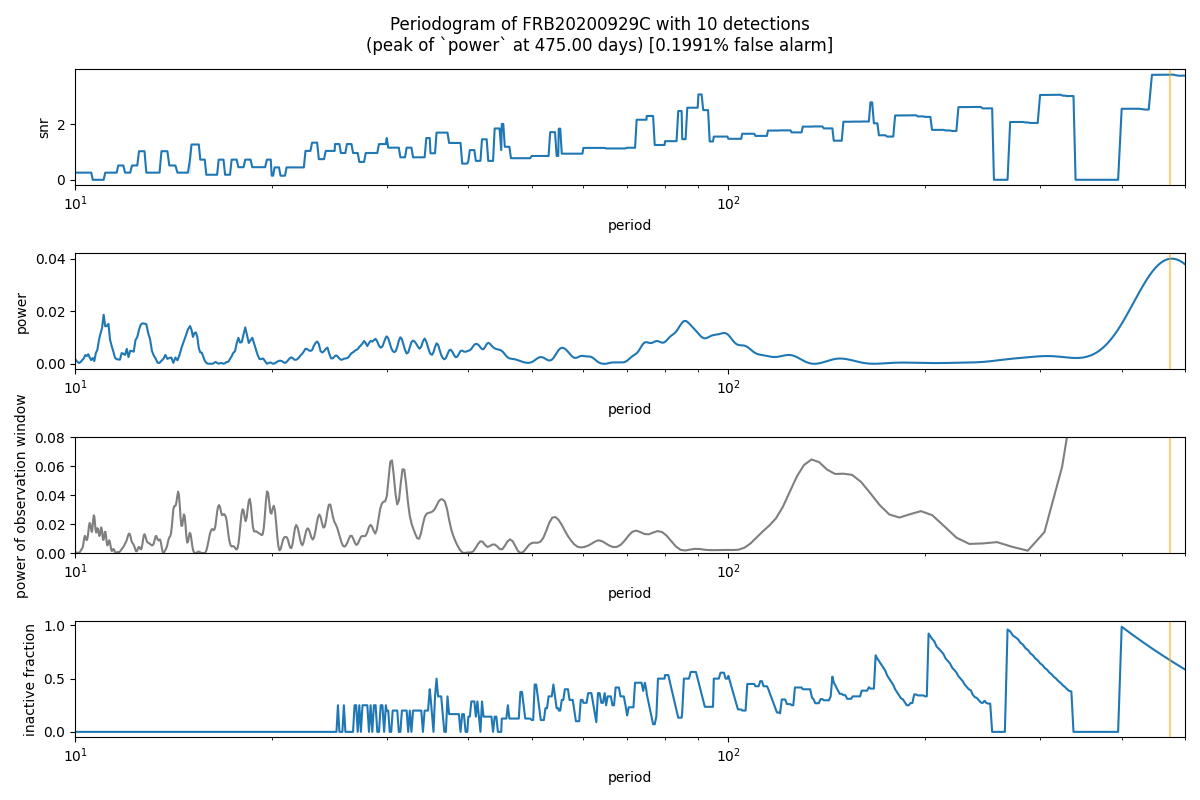 Periodogram of FRB20200929C with 10 detections
(peak of `power` at 475.00 days) [0.1991% false alarm]
snr
2
0
10^1
10^2
period
power
0.04
0.02
0.00
10^1
10^2
period
power of observation window
0.08
0.06
0.04
0.02
0.00
10^1
10^2
period
inactive fraction
1.0
0.5
0.0
10^1
10^2
period